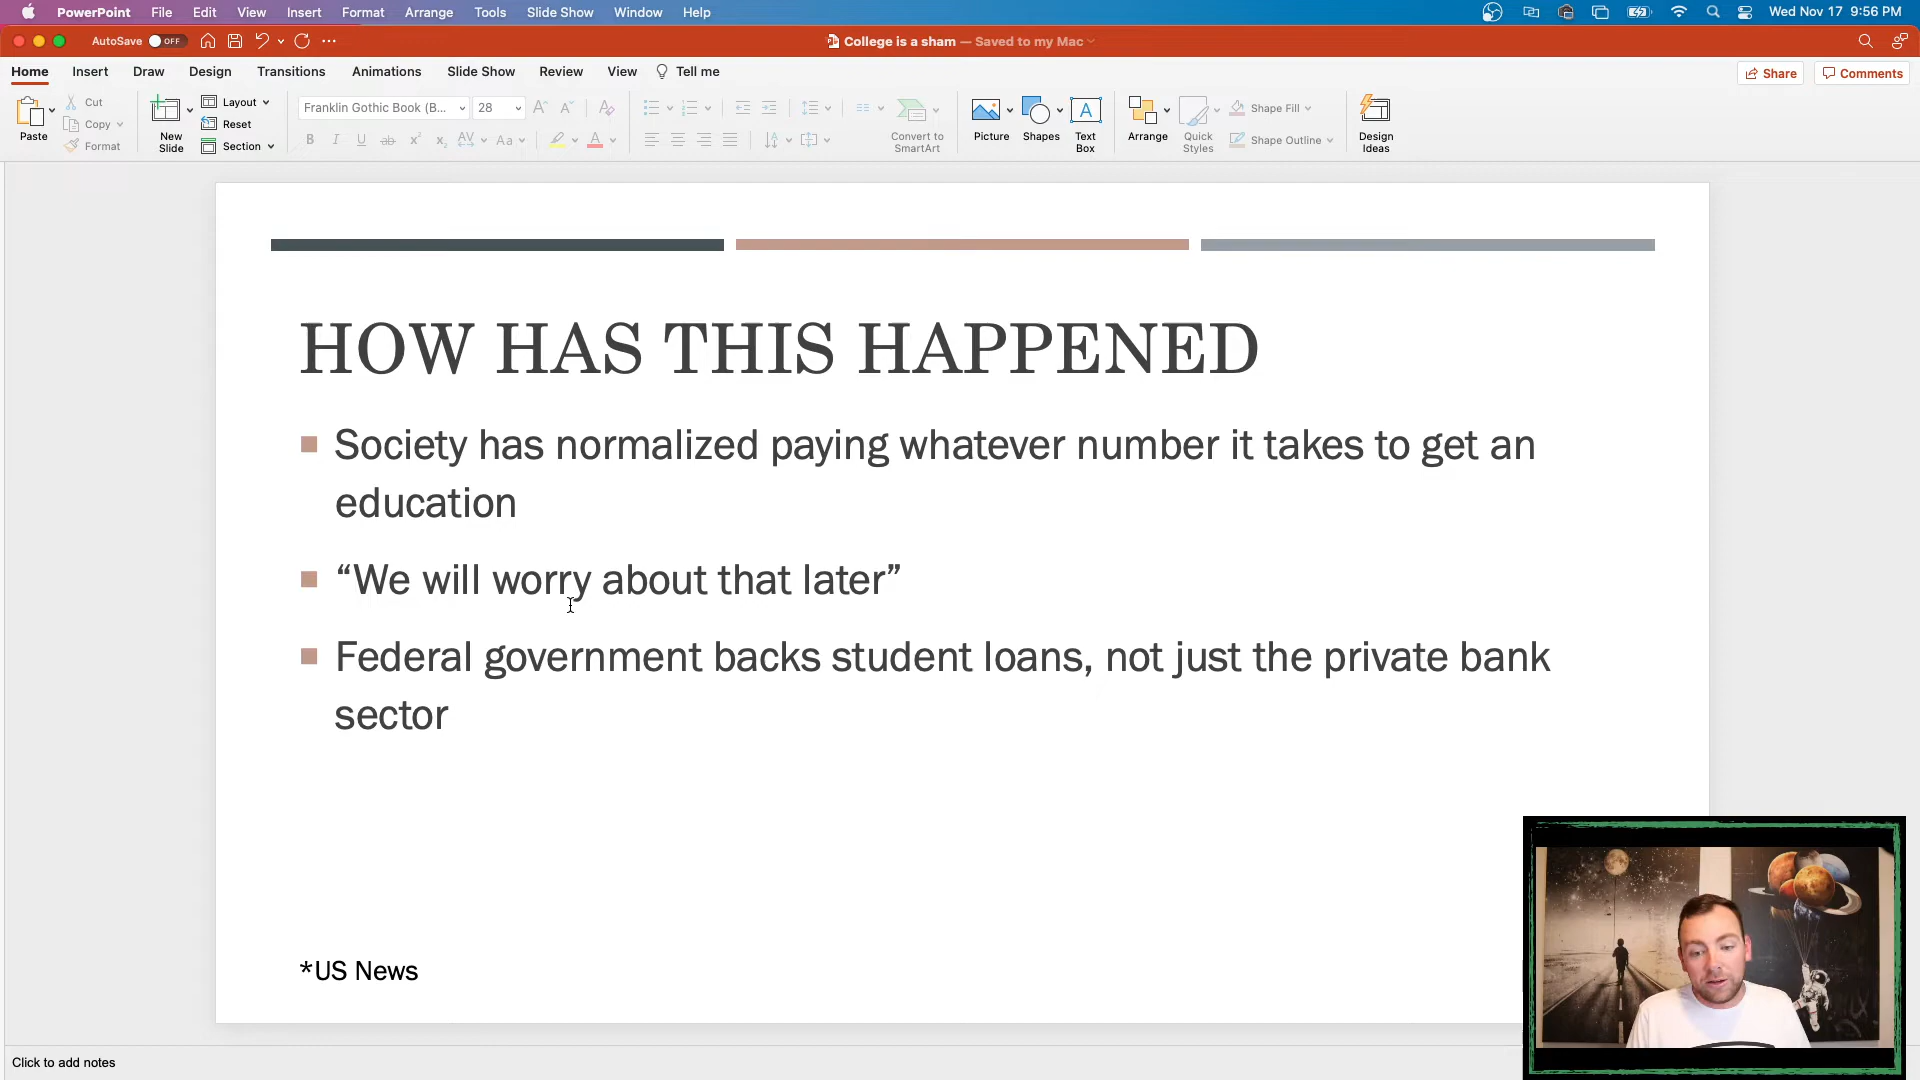 PowerPoint File Edit View Insert Format Arrange Tools Slide Show Window Help Wed Nov 17 9:56 PM
AutoSave OFF College is a sham — Saved to my Mac
Home Insert Draw Design Transitions Animations Slide Show Review View Tell me Share Comments
Paste Cut Copy Format
New Slide Layout Reset Section
Franklin Gothic Book (B... 28
Convert to SmartArt
Picture Shapes Text Box Arrange Quick Styles
Shape Fill Shape Outline
Design Ideas
HOW HAS THIS HAPPENED
Society has normalized paying whatever number it takes to get an
education
“We will worry about that later”
Federal government backs student loans, not just the private bank
sector
*US News
Click to add notes